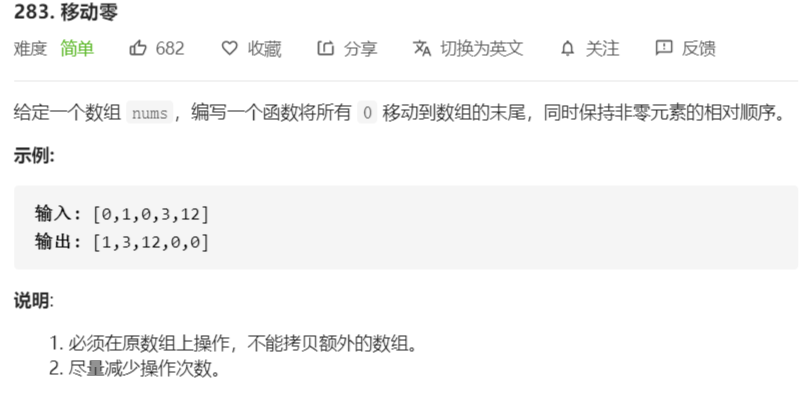 283. 移动零
难度 简单 682 收藏 分享 切换为英文 关注 反馈
给定一个数组 nums，编写一个函数将所有 0 移动到数组的末尾，同时保持非零元素的相对顺序。
示例:
输入: [0,1,0,3,12]
输出: [1,3,12,0,0]
说明:
1. 必须在原数组上操作，不能拷贝额外的数组。
2. 尽量减少操作次数。